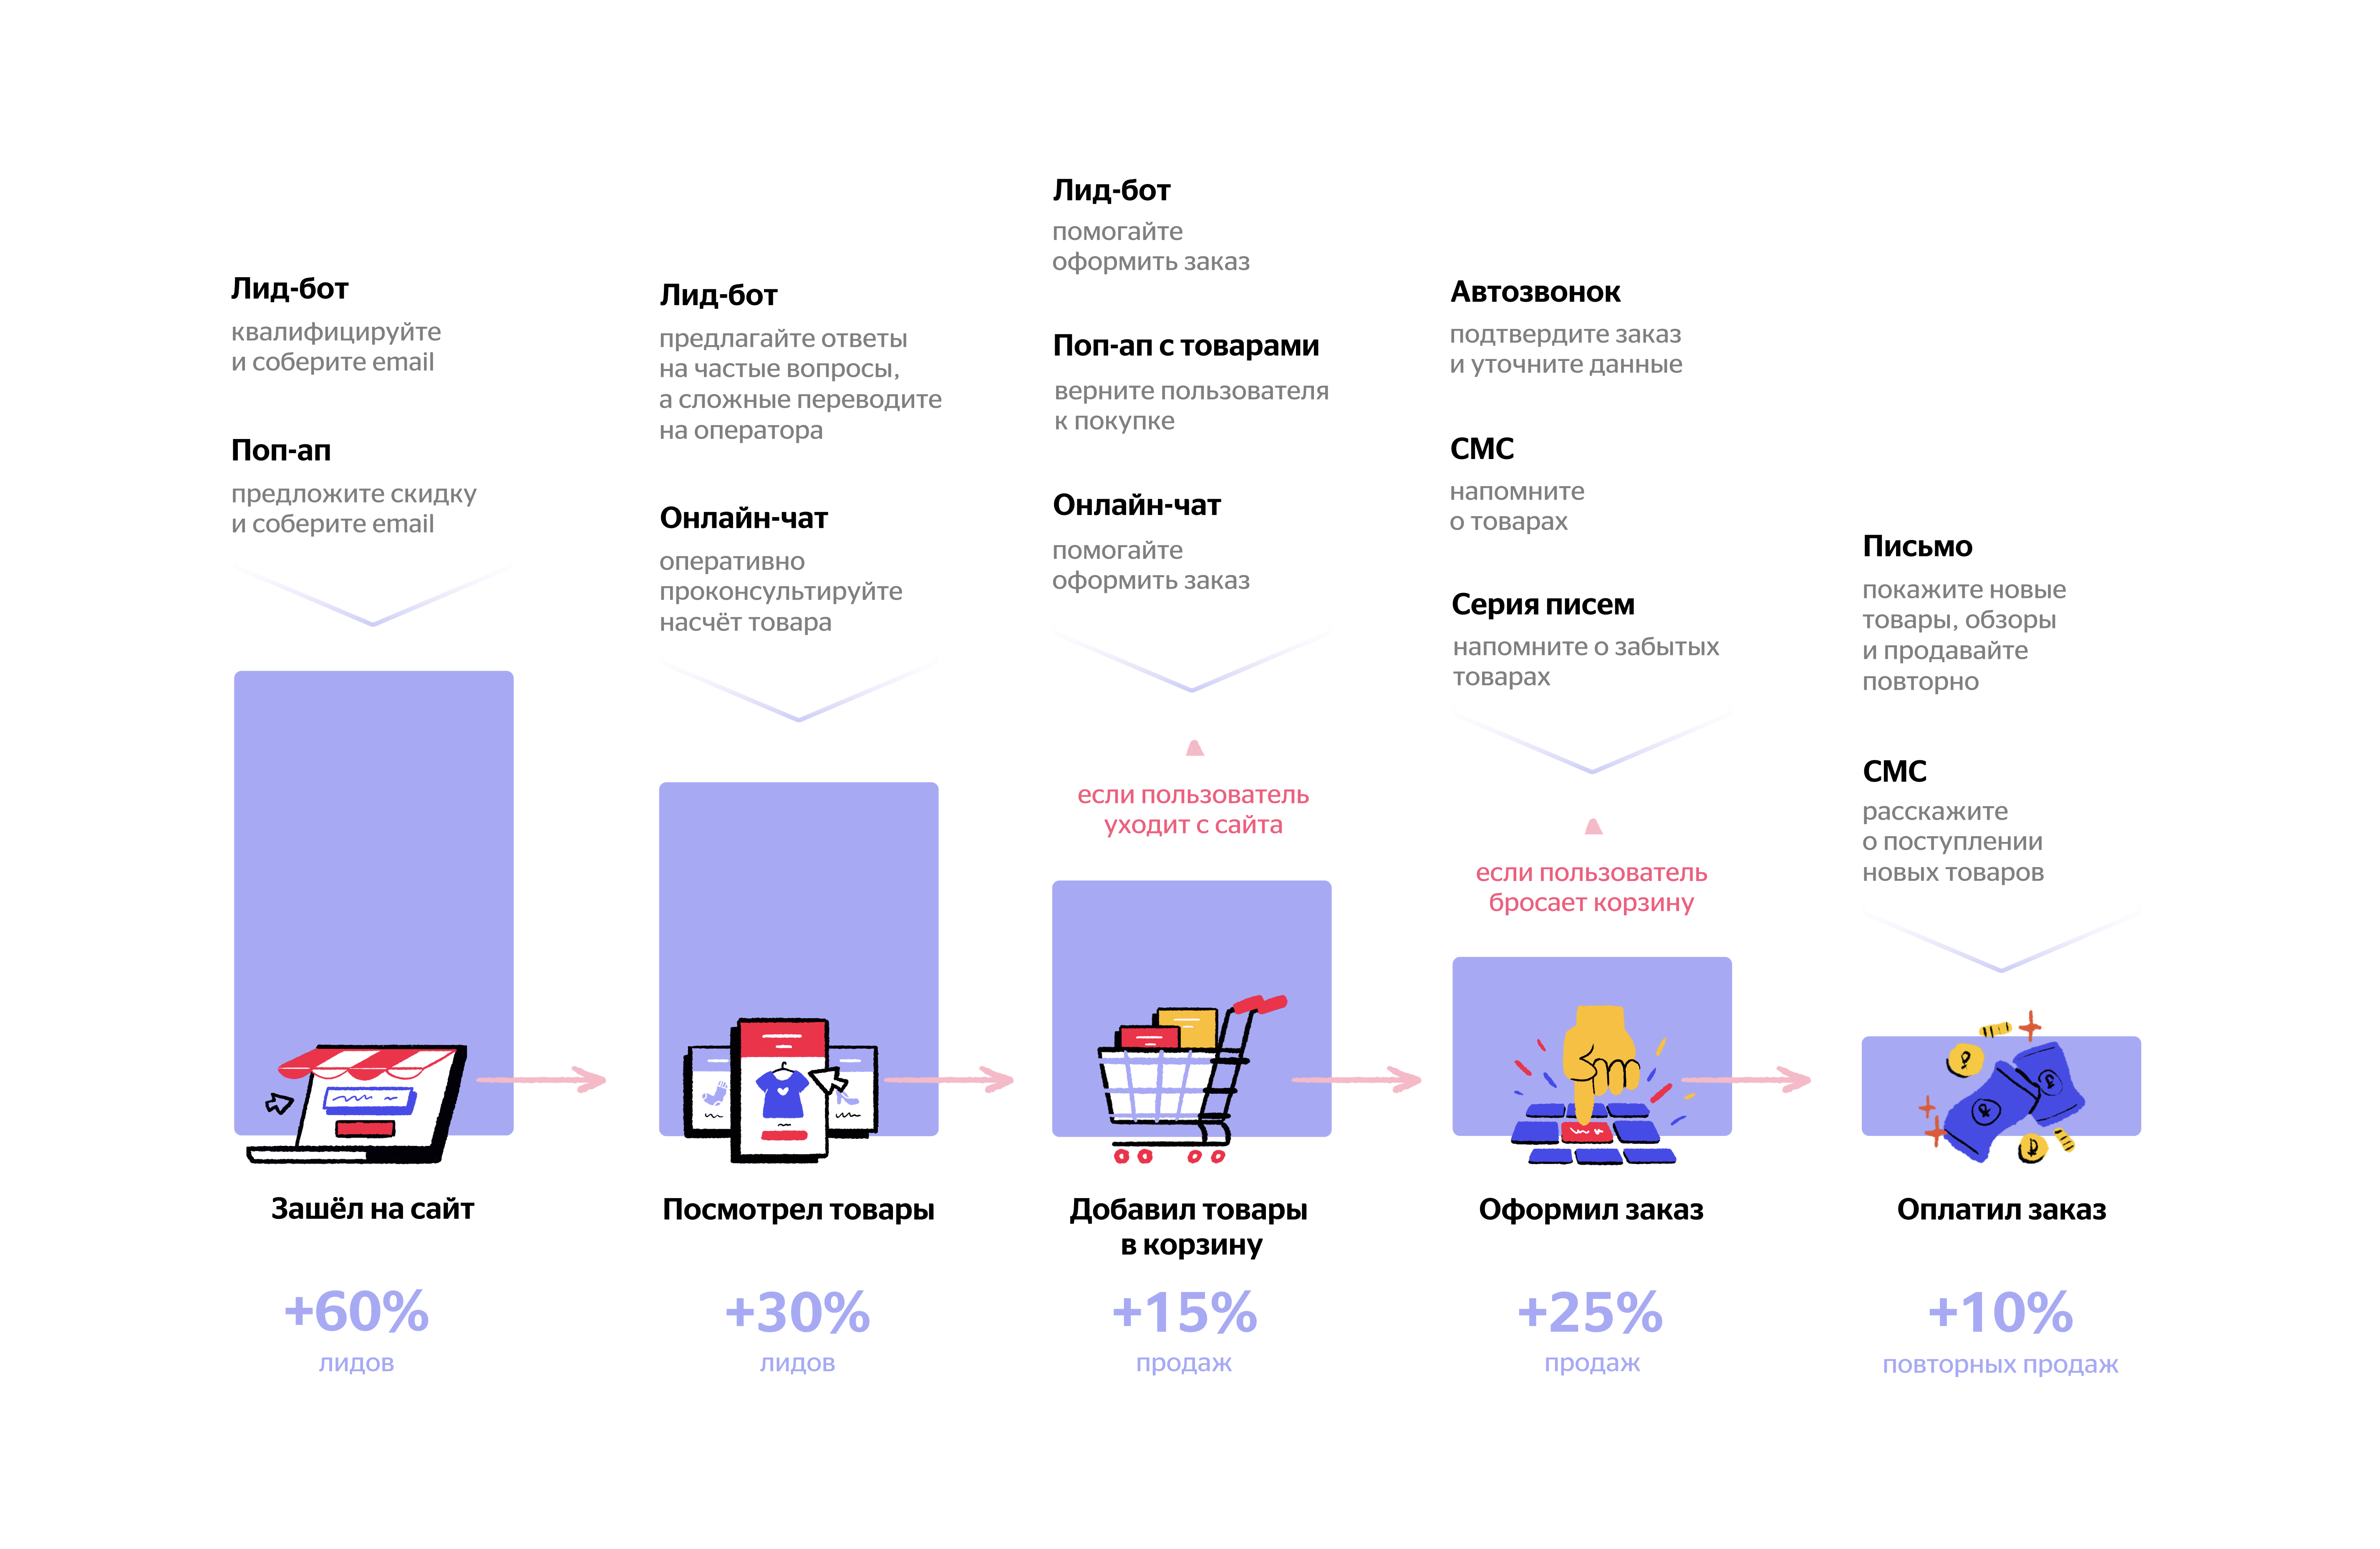 Лид-бот
квалифицируйте
и соберите email
Поп-ап
предложите скидку
и соберите email
Зашёл на сайт
+60%
лидов
Лид-бот
предлагайте ответы
на частые вопросы,
а сложные переводите
на оператора
Онлайн-чат
оперативно
проконсультируйте
насчёт товара
Посмотрел товары
+30%
лидов
Лид-бот
помогайте
оформить заказ
Поп-ап с товарами
верните пользователя
к покупке
Онлайн-чат
помогайте
оформить заказ
если пользователь
уходит с сайта
Добавил товары
в корзину
+15%
продаж
Автозвонок
подтвердите заказ
и уточните данные
СМС
напомните
о товарах
Серия писем
напомните о забытых
товарах
если пользователь
бросает корзину
Оформил заказ
+25%
продаж
Письмо
покажите новые
товары, обзоры
и продавайте
повторно
СМС
расскажите
о поступлении
новых товаров
Оплатил заказ
+10%
повторных продаж